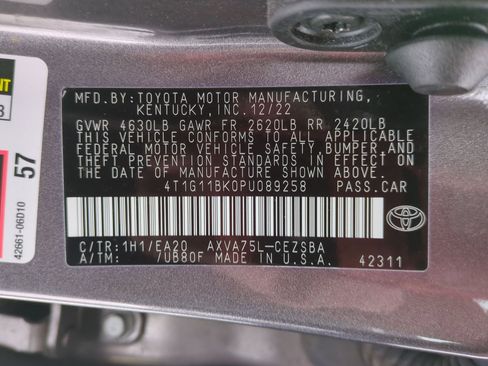 MFD.BY:TOYOTA MOTOR MANUFACTURING,
KENTUCKY,INC.12/22
GVWR 4630LB GAWR FR 2620LB RR 2420LB
THIS VEHICLE CONFORMS TO ALL APPLICABLE
FEDERAL MOTOR VEHICLE SAFETY,BUMPER,AND
THEFT PREVENTION STANDARDS IN EFFECT ON
THE DATE OF MANUFACTURE SHOWN ABOVE.
4T1G11BK0PU089258 PASS.CAR
C/TR:1H1/EA20 AXVA75L-CEZSBA
A/TM: 7UB80F MADE IN U.S.A. 42311
57
42661-06D10